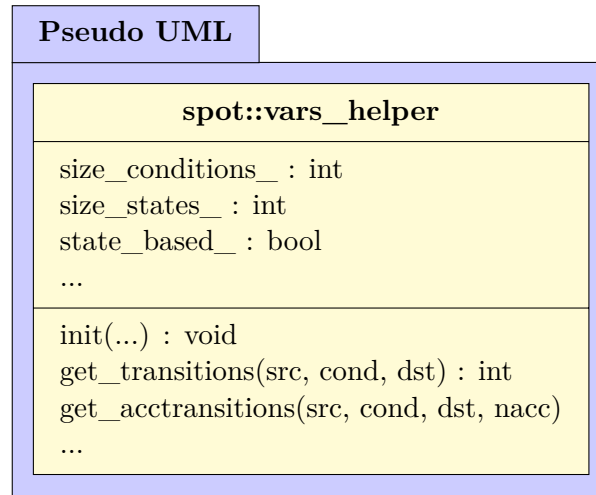 Pseudo UML
spot::vars_helper
size_conditions_ : int
size_states_ : int
state_based_ : bool
...
init(...) : void
get_transitions(src, cond, dst) : int
get_acctransitions(src, cond, dst, nacc)
...